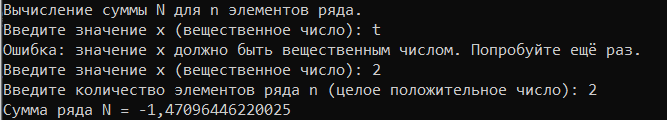 Вычисление суммы N для n элементов ряда.
Введите значение x (вещественное число): t
Ошибка: значение x должно быть вещественным числом. Попробуйте ещё раз.
Введите значение x (вещественное число): 2
Введите количество элементов ряда n (целое положительное число): 2
Сумма ряда N = -1,47096446220025